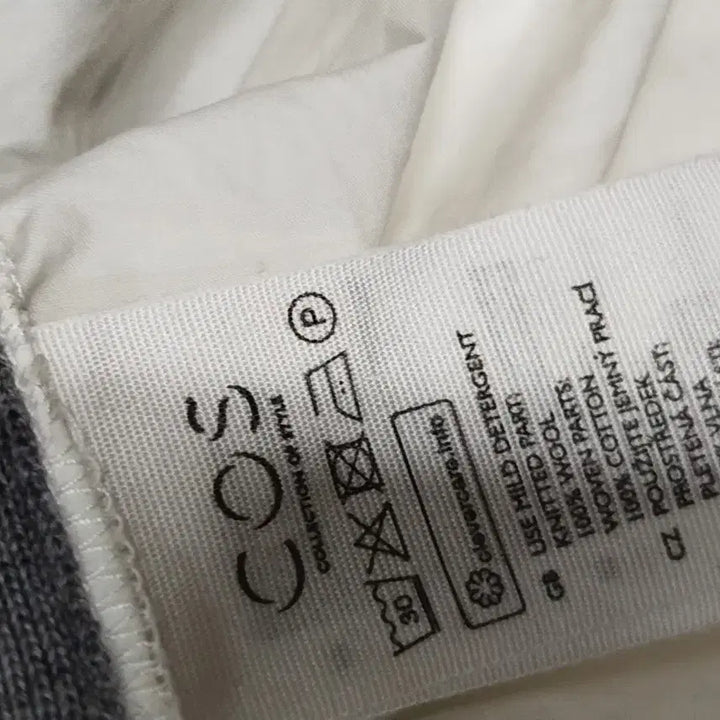 COS
COLLECTION OF STYLE
30
P
clevercare.info
GB USE MILD DETERGENT
KNITTED PART:
100% WOOL
WOVEN PARTS:
100% COTTON
CZ POUŽIJTE JEMNÝ PRACÍ
PROSTŘEDEK
PLETENÁ ČÁST:
VLNA